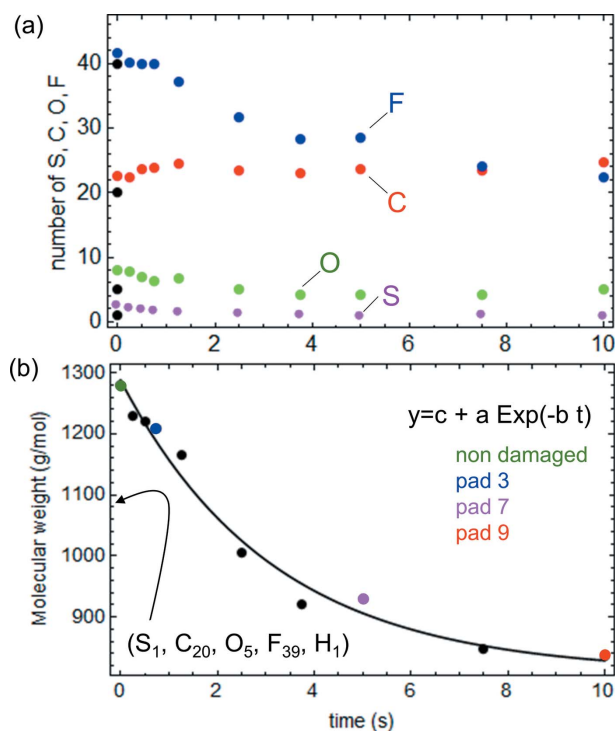 (a)
number of S, C, O, F
40
30
20
10
0
F
C
O
S
0
2
4
6
8
10
(b)
Molecular weight (g/mol)
1300
1200
1100
1000
900
y=c + a Exp(-b t)
non damaged
pad 3
pad 7
pad 9
(S₁, C₂₀, O₅, F₃₉, H₁)
0
2
4
6
8
10
time (s)